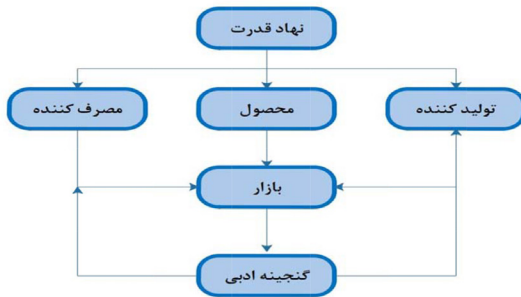 نهاد قدرت
تولید کننده
محصول
مصرف کننده
بازار
گنجینه ادبی